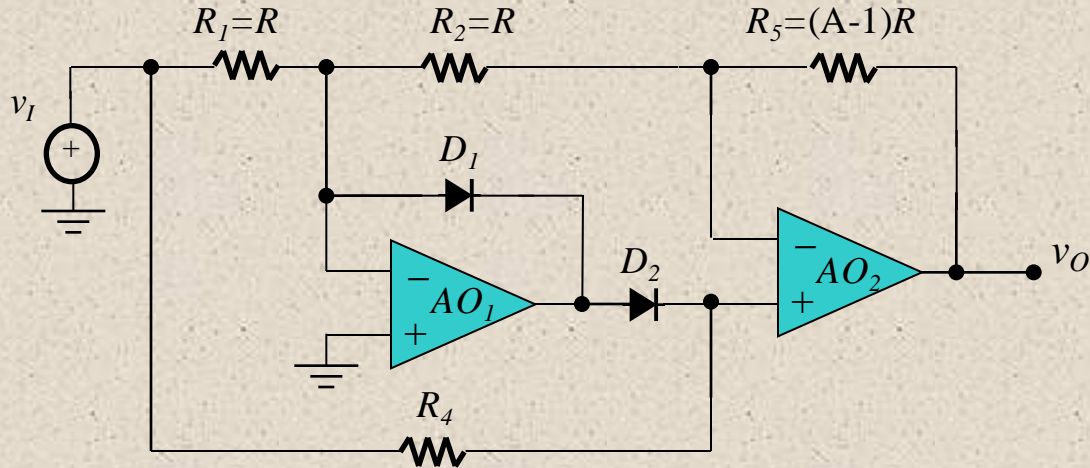 R1=R
R2=R
R5=(A-1)R
vI
+
D1
−
AO1
+
D2
−
AO2
+
vO
R4